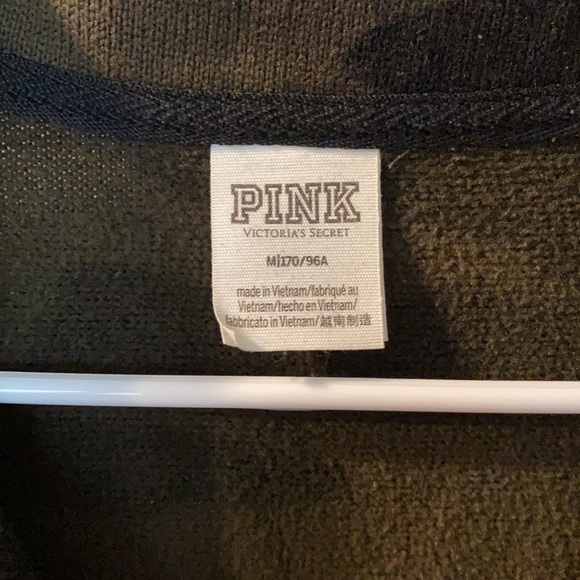 PINK
VICTORIA'S SECRET
M|170/96A
made in Vietnam/fabriqué au
Vietnam/hecho en Vietnam/
fabbricato in Vietnam/越南制造